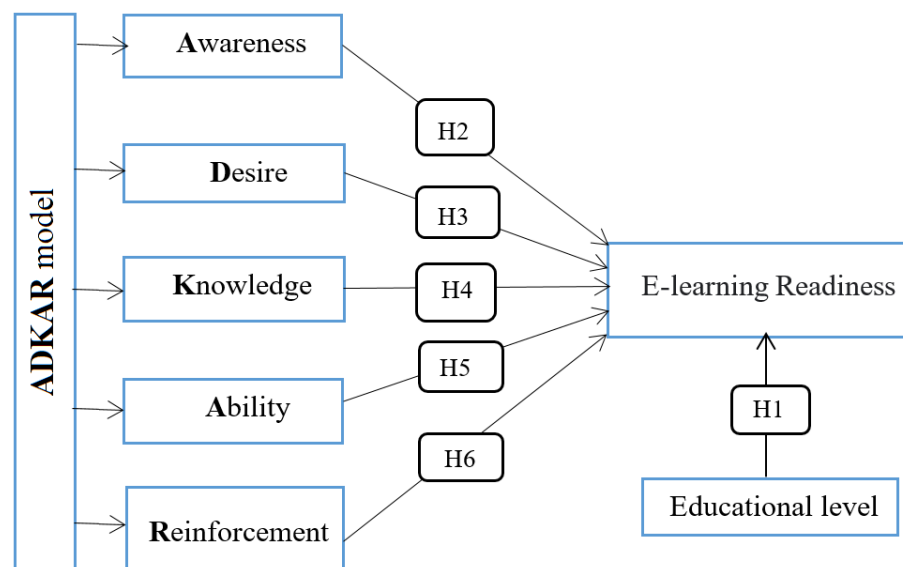 ADKAR model
Awareness
Desire
Knowledge
Ability
Reinforcement
H2
H3
H4
H5
H6
E-learning Readiness
H1
Educational level